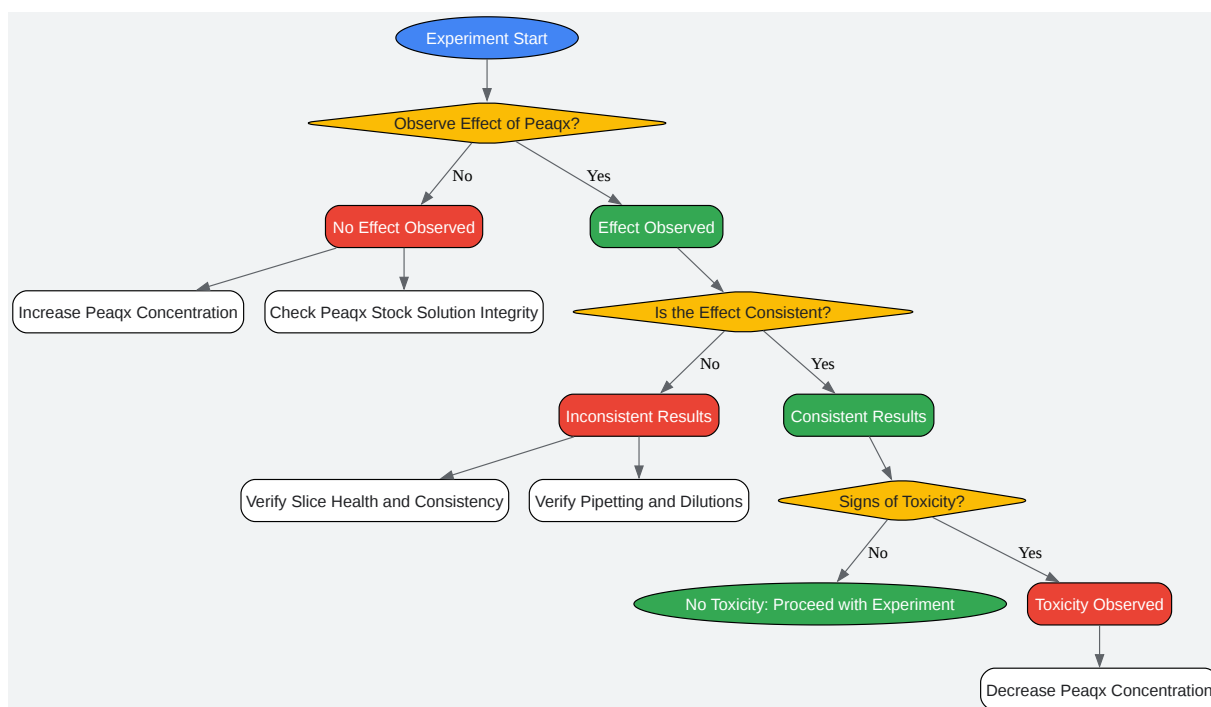 Experiment Start
Observe Effect of Peaqx?
No
Yes
No Effect Observed
Effect Observed
Increase Peaqx Concentration
Check Peaqx Stock Solution Integrity
Is the Effect Consistent?
No
Yes
Inconsistent Results
Consistent Results
Verify Slice Health and Consistency
Verify Pipetting and Dilutions
Signs of Toxicity?
No
Yes
No Toxicity: Proceed with Experiment
Toxicity Observed
Decrease Peaqx Concentration